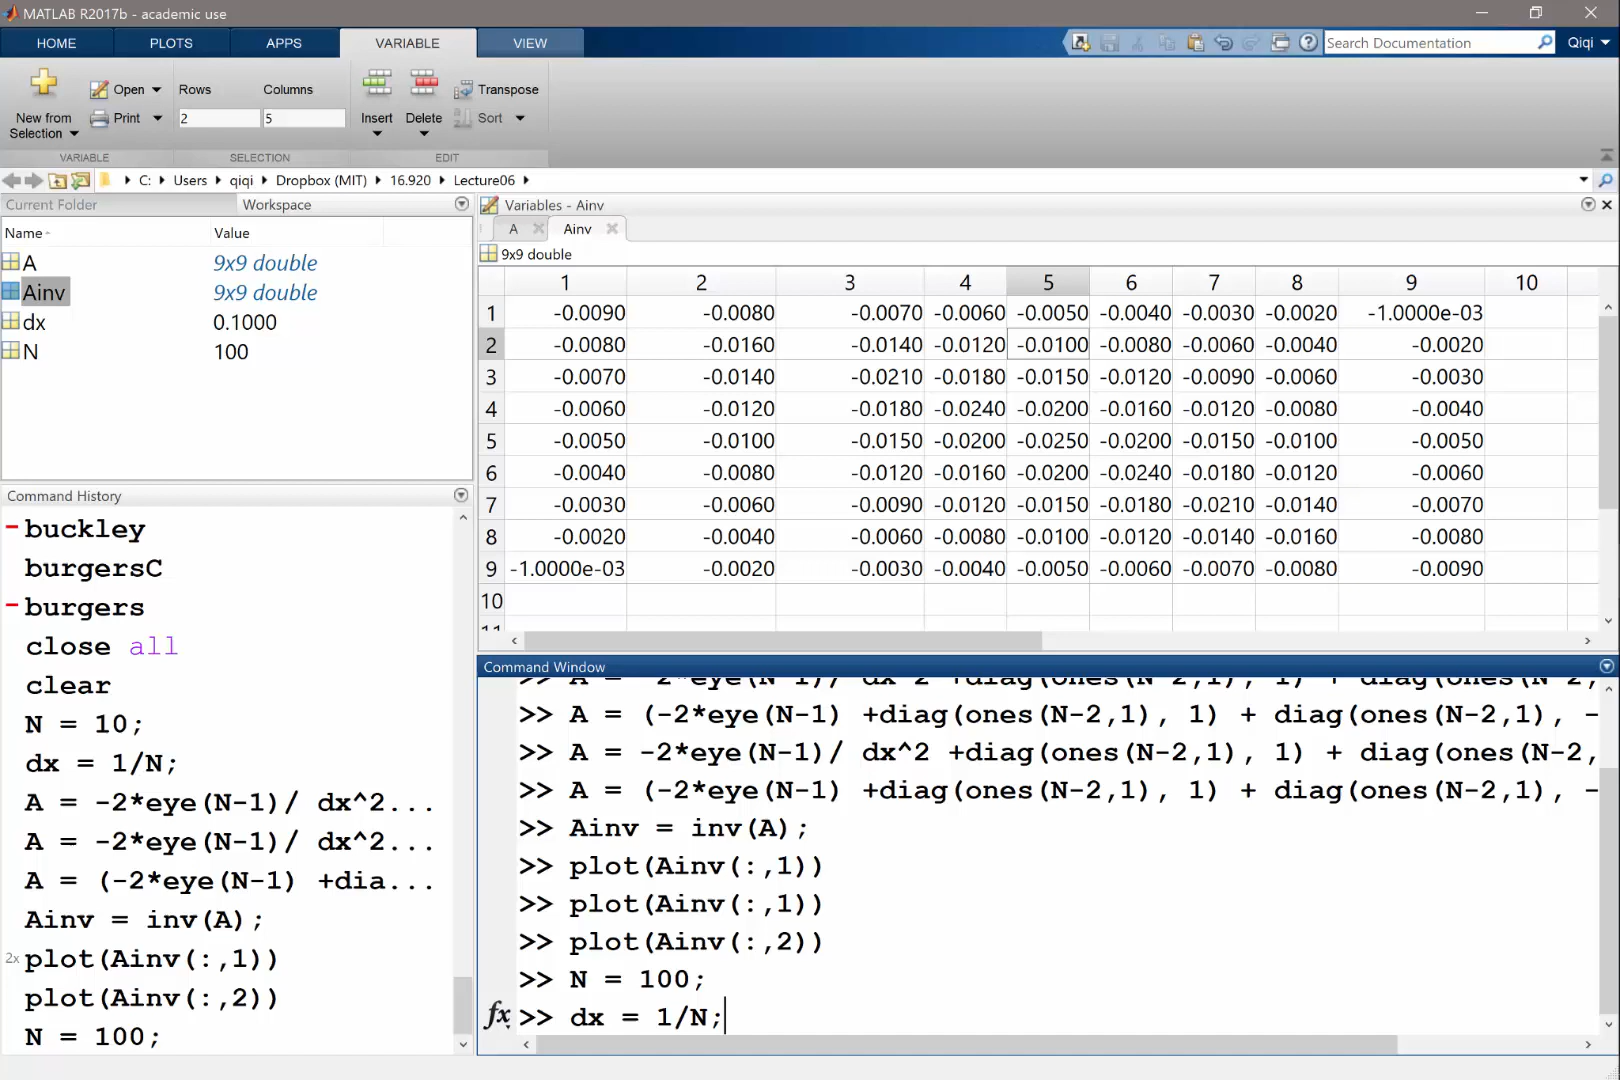 MATLAB R2017b - academic use
HOME PLOTS APPS VARIABLE VIEW Search Documentation Qiqi
New from Selection Open Print Rows Columns 2 5 Insert Delete Transpose Sort
VARIABLE SELECTION EDIT
C: Users qiqi Dropbox (MIT) 16.920 Lecture06
Current Folder Workspace
Name Value
A 9x9 double
Ainv 9x9 double
dx 0.1000
N 100
Command History
buckley
burgersC
burgers
close all
clear
N = 10;
dx = 1/N;
A = -2*eye(N-1)/ dx^2...
A = -2*eye(N-1)/ dx^2...
A = (-2*eye(N-1) +dia...
Ainv = inv(A);
2x plot(Ainv(:,1))
plot(Ainv(:,2))
N = 100;
Variables - Ainv
A Ainv
9x9 double
1 2 3 4 5 6 7 8 9 10
1 -0.0090 -0.0080 -0.0070 -0.0060 -0.0050 -0.0040 -0.0030 -0.0020 -1.0000e-03
2 -0.0080 -0.0160 -0.0140 -0.0120 -0.0100 -0.0080 -0.0060 -0.0040 -0.0020
3 -0.0070 -0.0140 -0.0210 -0.0180 -0.0150 -0.0120 -0.0090 -0.0060 -0.0030
4 -0.0060 -0.0120 -0.0180 -0.0240 -0.0200 -0.0160 -0.0120 -0.0080 -0.0040
5 -0.0050 -0.0100 -0.0150 -0.0200 -0.0250 -0.0200 -0.0150 -0.0100 -0.0050
6 -0.0040 -0.0080 -0.0120 -0.0160 -0.0200 -0.0240 -0.0180 -0.0120 -0.0060
7 -0.0030 -0.0060 -0.0090 -0.0120 -0.0150 -0.0180 -0.0210 -0.0140 -0.0070
8 -0.0020 -0.0040 -0.0060 -0.0080 -0.0100 -0.0120 -0.0140 -0.0160 -0.0080
9 -1.0000e-03 -0.0020 -0.0030 -0.0040 -0.0050 -0.0060 -0.0070 -0.0080 -0.0090
10
11
Command Window
>> A = (-2*eye(N-1) +diag(ones(N-2,1), 1) + diag(ones(N-2,1), -
>> A = -2*eye(N-1)/ dx^2 +diag(ones(N-2,1), 1) + diag(ones(N-2,
>> A = (-2*eye(N-1) +diag(ones(N-2,1), 1) + diag(ones(N-2,1), -
>> Ainv = inv(A);
>> plot(Ainv(:,1))
>> plot(Ainv(:,1))
>> plot(Ainv(:,2))
>> N = 100;
fx >> dx = 1/N;